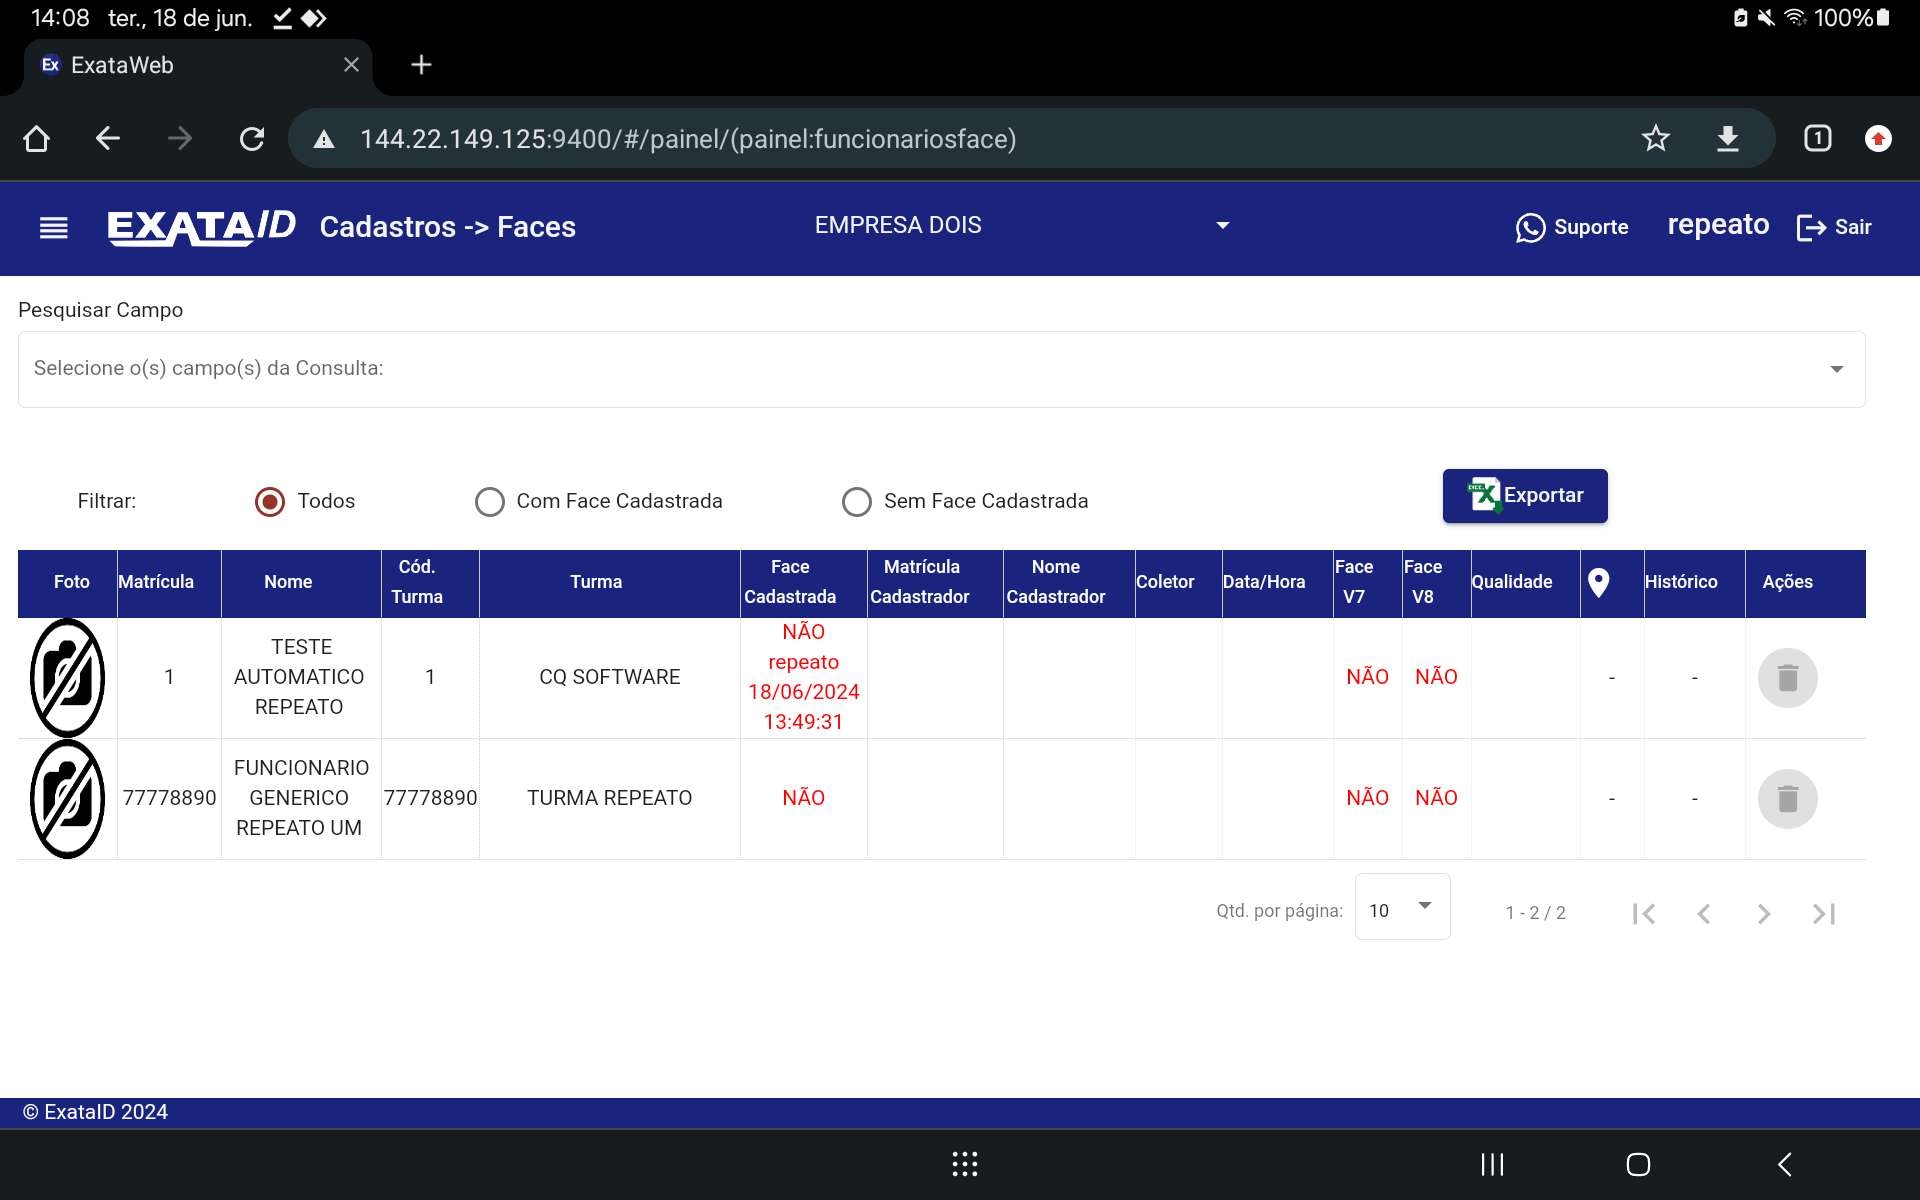 14:08 ter., 18 de jun. 100%
Ex ExataWeb
144.22.149.125:9400/#/painel/(painel:funcionariosface) 1
EXATAID Cadastros -> Faces EMPRESA DOIS Suporte repeato Sair
Pesquisar Campo
Selecione o(s) campo(s) da Consulta:
Filtrar: Todos Com Face Cadastrada Sem Face Cadastrada Exportar
Foto Matrícula Nome Cód. Turma Turma Face Cadastrada Matrícula Cadastrador Nome Cadastrador Coletor Data/Hora Face V7 Face V8 Qualidade Histórico Ações
1 TESTE AUTOMATICO REPEATO 1 CQ SOFTWARE NÃO repeato 18/06/2024 13:49:31 NÃO NÃO - -
77778890 FUNCIONARIO GENERICO REPEATO UM 77778890 TURMA REPEATO NÃO NÃO NÃO - -
Qtd. por página: 10 1 - 2 / 2
© ExataID 2024